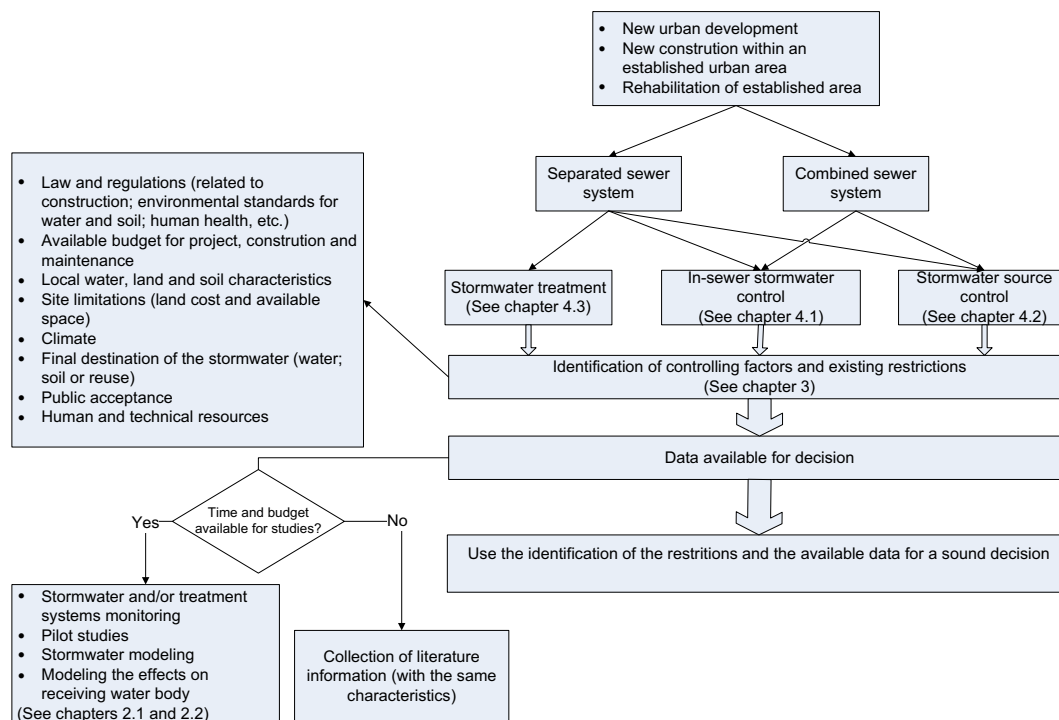 • New urban development
• New constrution within an
established urban area
• Rehabilitation of established area
Separated sewer
system
Combined sewer
system
• Law and regulations (related to
construction; environmental standards for
water and soil; human health, etc.)
• Available budget for project, constrution and
maintenance
• Local water, land and soil characteristics
• Site limitations (land cost and available
space)
• Climate
• Final destination of the stormwater (water;
soil or reuse)
• Public acceptance
• Human and technical resources
Stormwater treatment
(See chapter 4.3)
In-sewer stormwater
control
(See chapter 4.1)
Stormwater source
control
(See chapter 4.2)
Identification of controlling factors and existing restrictions
(See chapter 3)
Data available for decision
Time and budget
available for studies?
Yes
No
Use the identification of the restritions and the available data for a sound decision
• Stormwater and/or treatment
systems monitoring
• Pilot studies
• Stormwater modeling
• Modeling the effects on
receiving water body
(See chapters 2.1 and 2.2)
Collection of literature
information (with the same
characteristics)